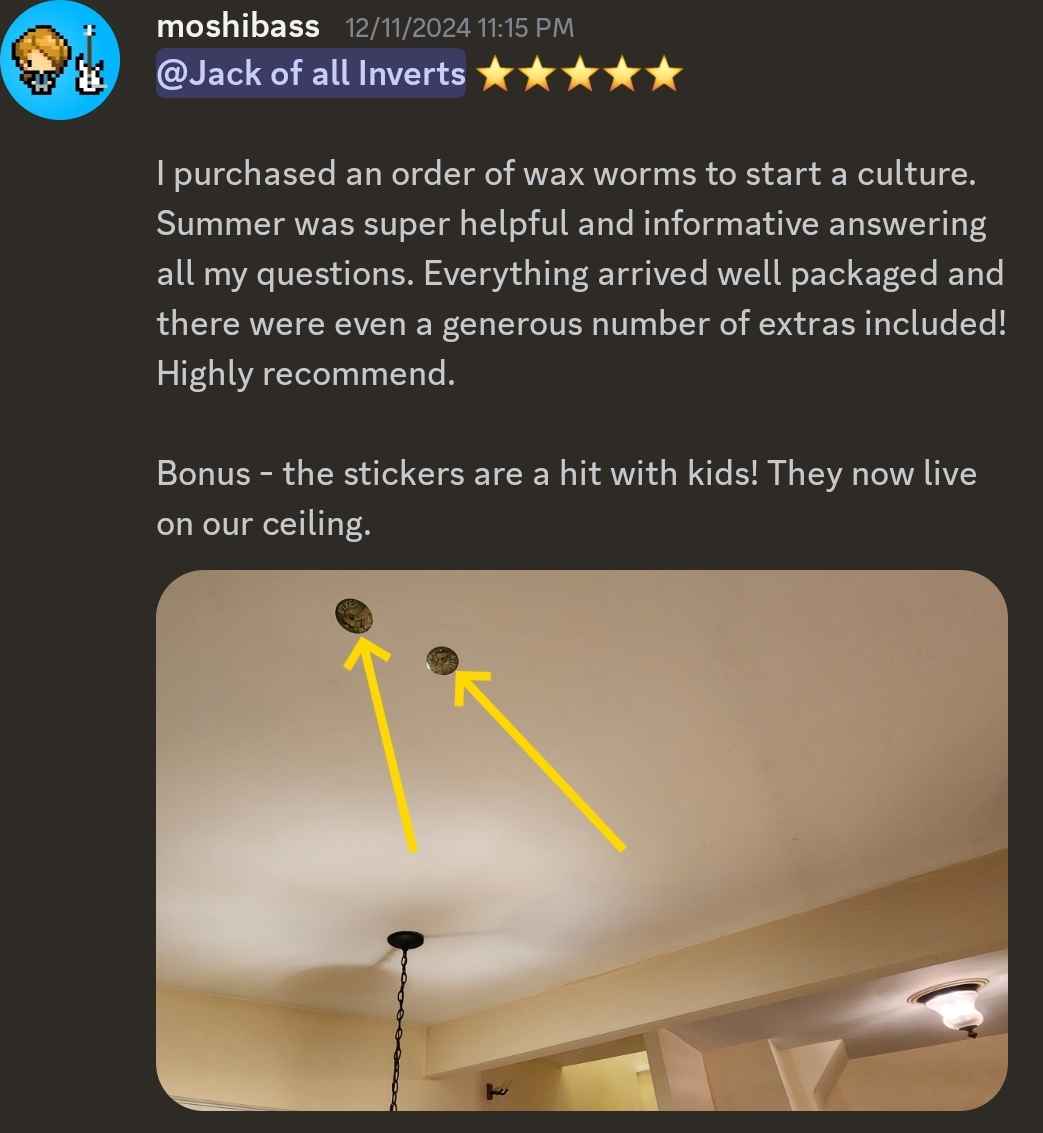 moshibass 12/11/2024 11:15 PM
@Jack of all Inverts ⭐⭐⭐⭐⭐
I purchased an order of wax worms to start a culture.
Summer was super helpful and informative answering
all my questions. Everything arrived well packaged and
there were even a generous number of extras included!
Highly recommend.
Bonus - the stickers are a hit with kids! They now live
on our ceiling.